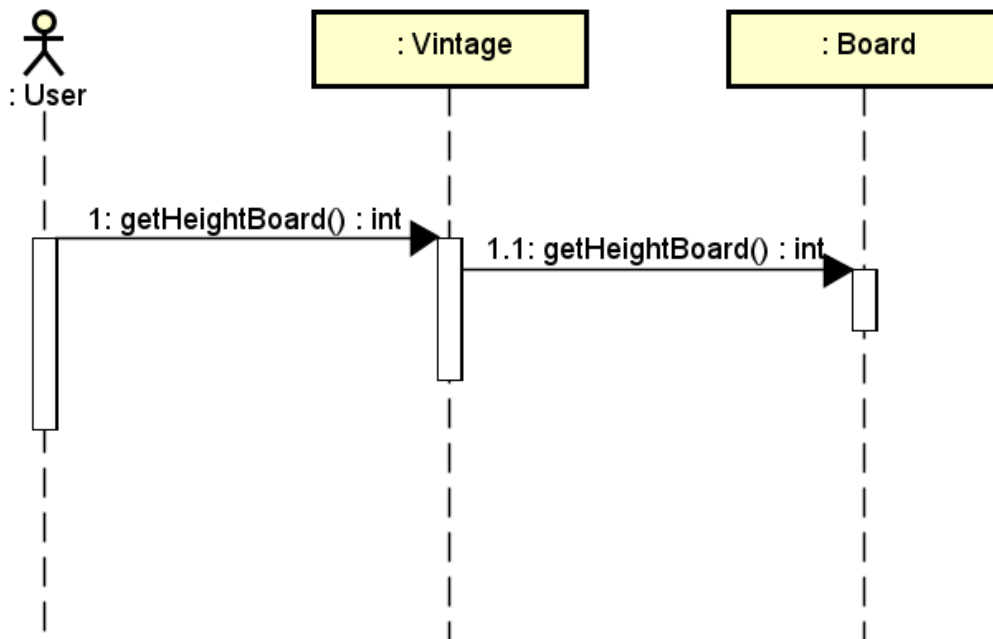 : User
: Vintage
: Board
1: getHeightBoard() : int
1.1: getHeightBoard() : int